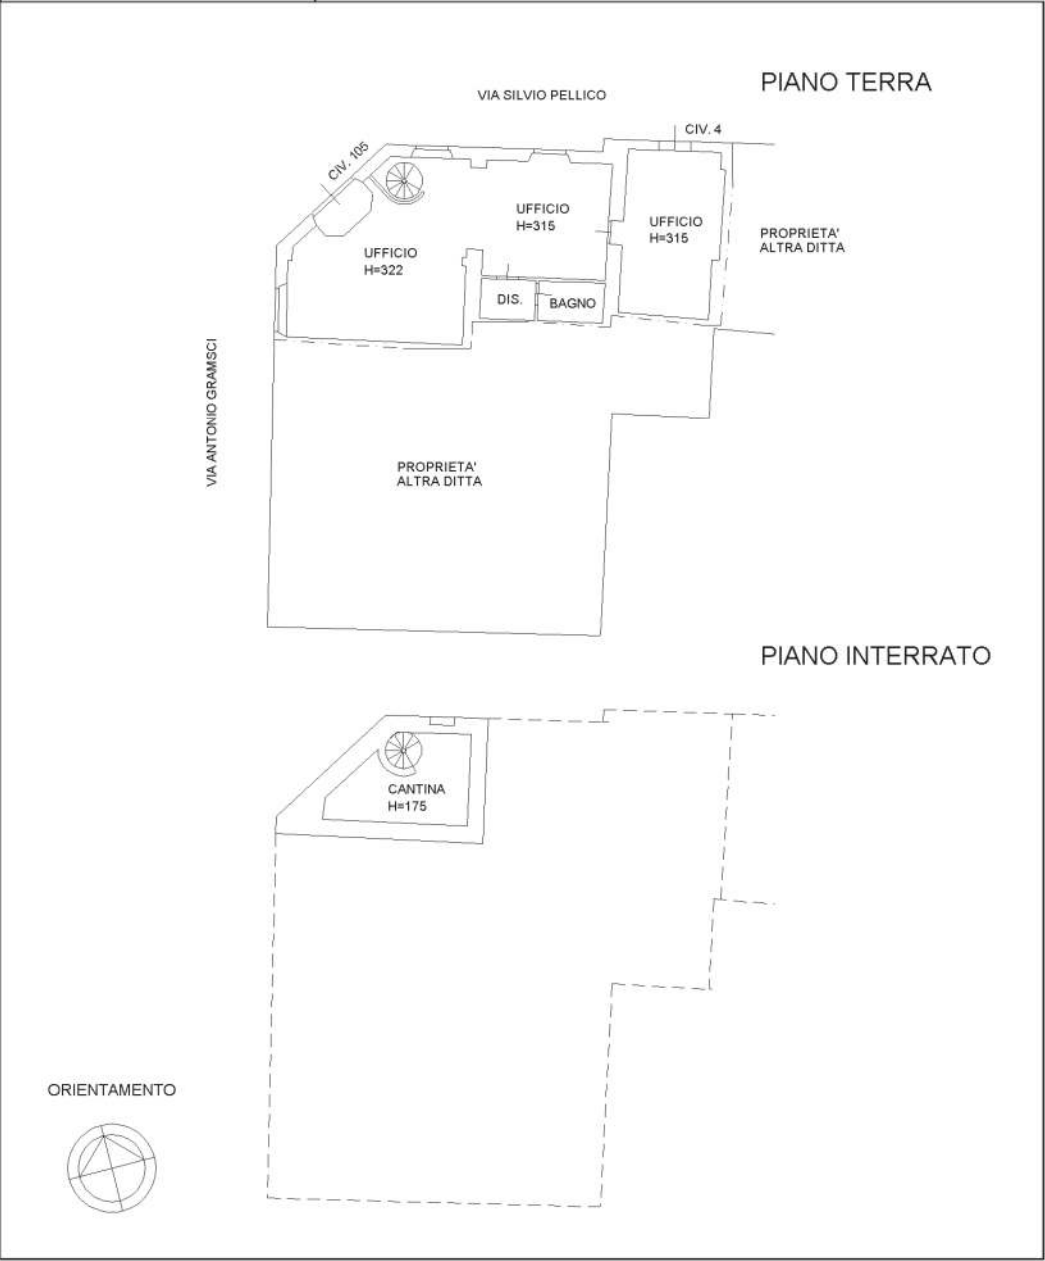 PIANO TERRA
VIA SILVIO PELLICO
CIV. 4
CIV. 105
UFFICIO
H=315
UFFICIO
H=315
PROPRIETA'
ALTRA DITTA
UFFICIO
H=322
DIS.
BAGNO
VIA ANTONIO GRAMSCI
PROPRIETA'
ALTRA DITTA
PIANO INTERRATO
CANTINA
H=175
ORIENTAMENTO